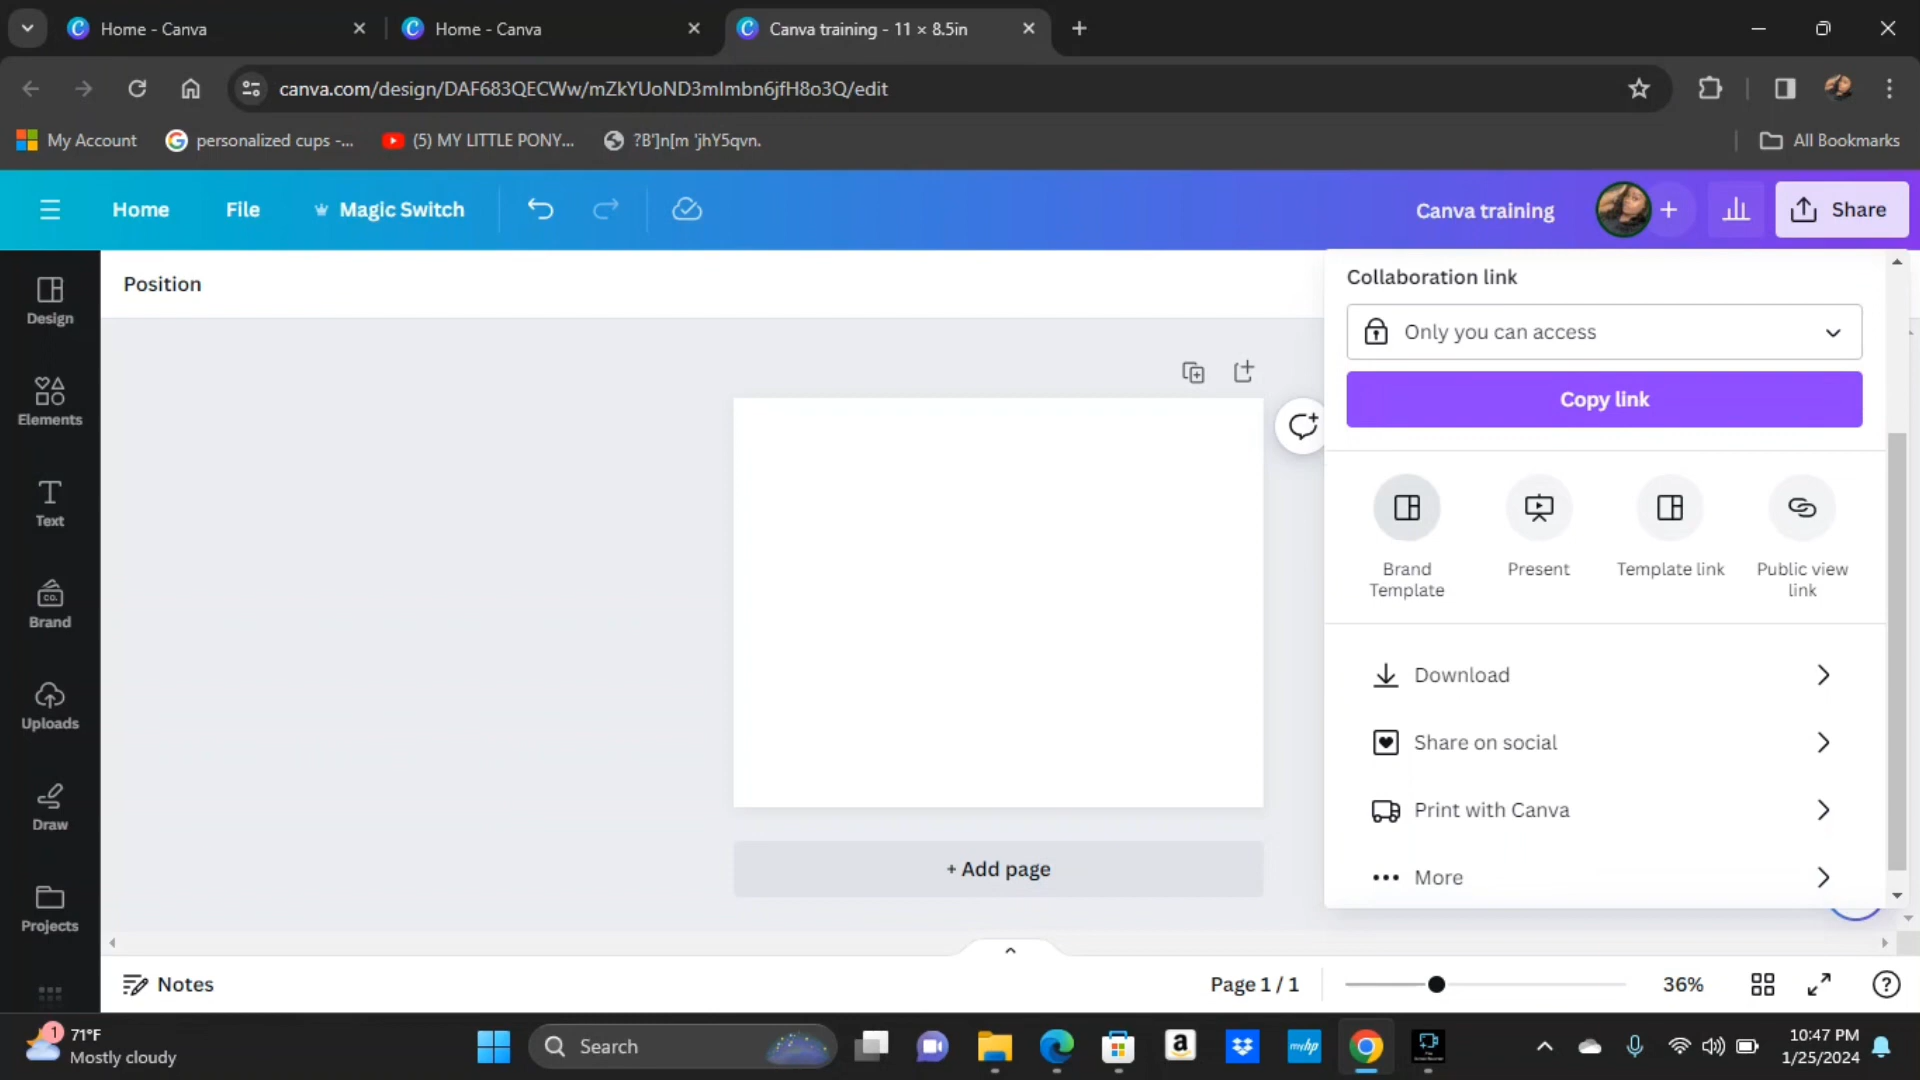 Home - Canva
Home - Canva
Canva training - 11 × 8.5in
canva.com/design/DAF683QECWw/mZkYUoND3mImbn6jfH8o3Q/edit
My Account
personalized cups -...
(5) MY LITTLE PONY...
?B']n[m 'jhY5qvn.
All Bookmarks
Home
File
Magic Switch
Canva training
Share
Design
Elements
Text
CO.
Brand
Uploads
Draw
Projects
Position
+ Add page
Collaboration link
Only you can access
Copy link
Brand
Template
Present
Template link
Public view
link
Download
Share on social
Print with Canva
More
Notes
Page 1 / 1
36%
1
71°F
Mostly cloudy
Search
myhp
10:47 PM
1/25/2024